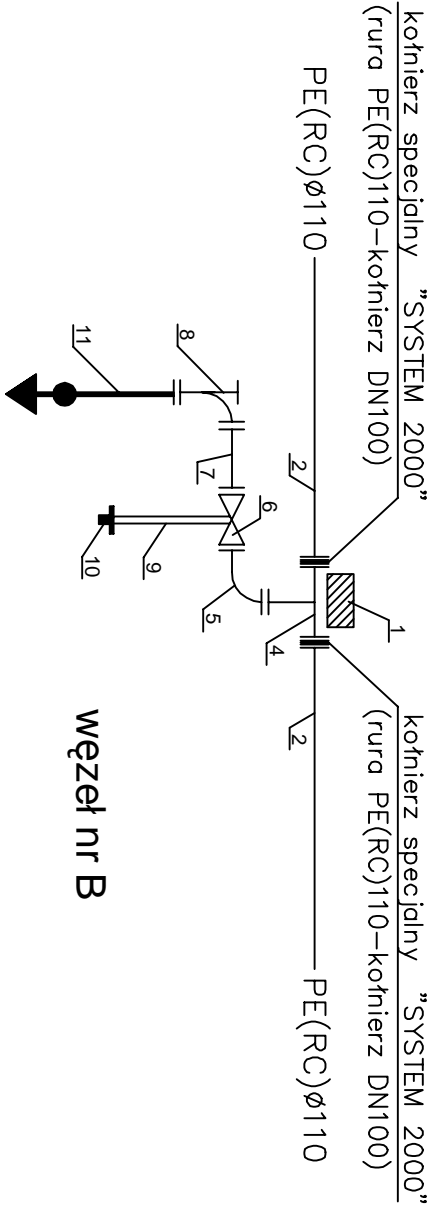 kołnierz specjalny "SYSTEM 2000"
(rura PE(RC)110-kołnierz DN100)
kołnierz specjalny "SYSTEM 2000"
(rura PE(RC)110-kołnierz DN100)
PE(RC)ø110
2
1
4
2
PE(RC)ø110
11
8
7
6
5
9
10
węzeł nr B